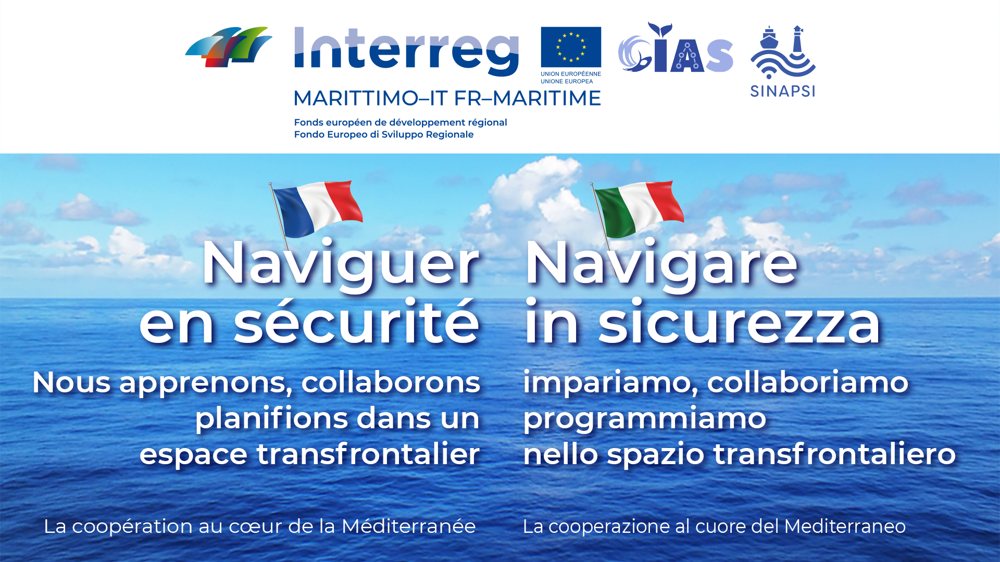 Interreg
UNION EUROPÉENNE
UNIONE EUROPEA
GIAS
SINAPSI
MARITTIMO–IT FR–MARITIME
Fonds européen de développement régional
Fondo Europeo di Sviluppo Regionale
Naviguer
en sécurité
Nous apprenons, collaborons
planifions dans un
espace transfrontalier
La coopération au cœur de la Méditerranée
Navigare
in sicurezza
impariamo, collaboriamo
programmiamo
nello spazio transfrontaliero
La cooperazione al cuore del Mediterraneo